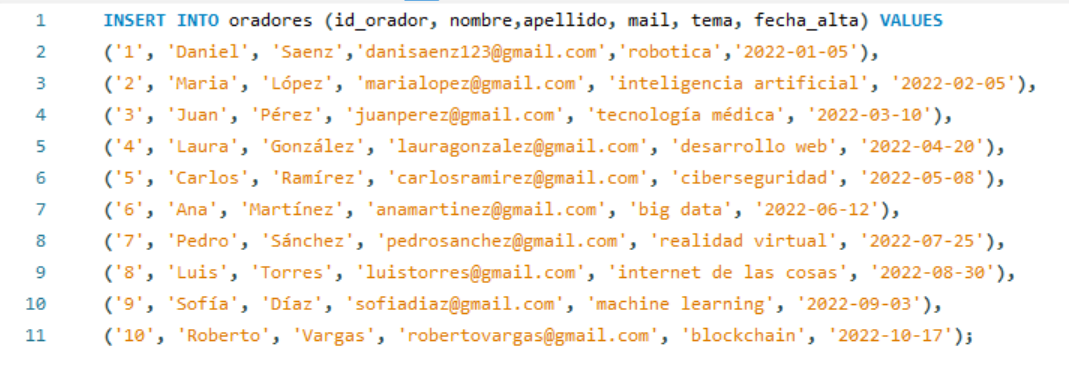 1 INSERT INTO oradores (id_orador, nombre,apellido, mail, tema, fecha_alta) VALUES
2 ('1', 'Daniel', 'Saenz','danisaenz123@gmail.com','robotica','2022-01-05'),
3 ('2', 'Maria', 'López', 'marialopez@gmail.com', 'inteligencia artificial', '2022-02-05'),
4 ('3', 'Juan', 'Pérez', 'juanperez@gmail.com', 'tecnología médica', '2022-03-10'),
5 ('4', 'Laura', 'González', 'lauragonzalez@gmail.com', 'desarrollo web', '2022-04-20'),
6 ('5', 'Carlos', 'Ramírez', 'carlosramirez@gmail.com', 'ciberseguridad', '2022-05-08'),
7 ('6', 'Ana', 'Martínez', 'anamartinez@gmail.com', 'big data', '2022-06-12'),
8 ('7', 'Pedro', 'Sánchez', 'pedrosanchez@gmail.com', 'realidad virtual', '2022-07-25'),
9 ('8', 'Luis', 'Torres', 'luistorres@gmail.com', 'internet de las cosas', '2022-08-30'),
10 ('9', 'Sofía', 'Díaz', 'sofiadiaz@gmail.com', 'machine learning', '2022-09-03'),
11 ('10', 'Roberto', 'Vargas', 'robertovargas@gmail.com', 'blockchain', '2022-10-17');